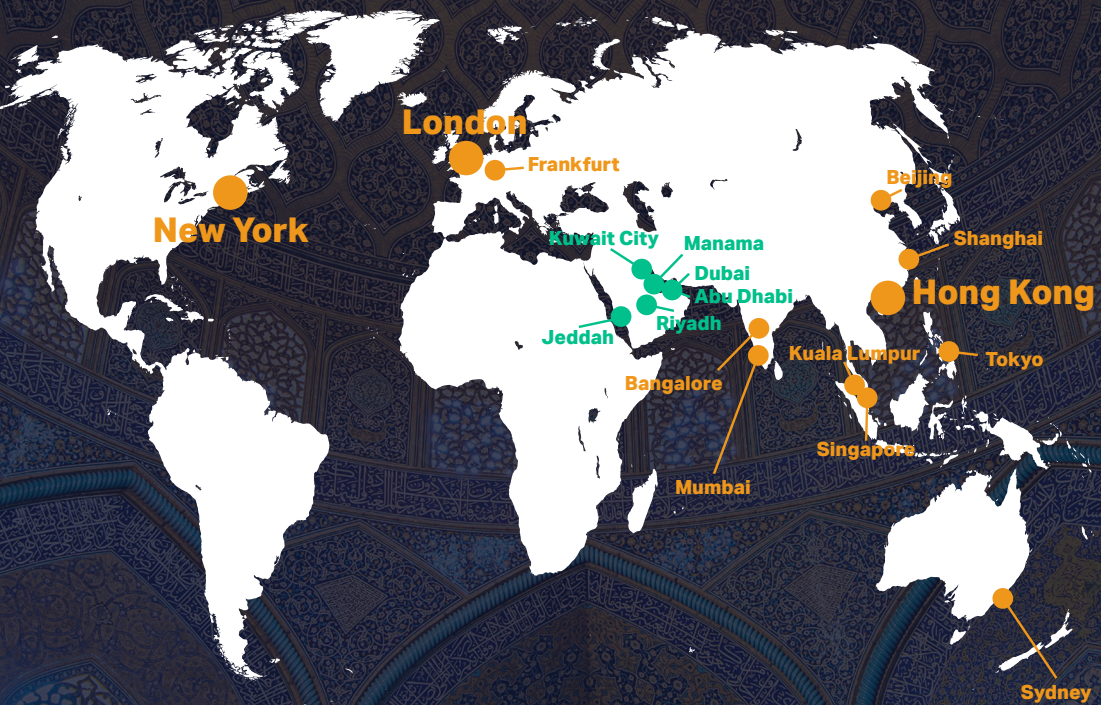 London
Frankfurt
Beijing
New York
Kuwait City
Manama
Shanghai
Dubai
Abu Dhabi
Hong Kong
Riyadh
Jeddah
Kuala Lumpur
Tokyo
Bangalore
Singapore
Mumbai
Sydney